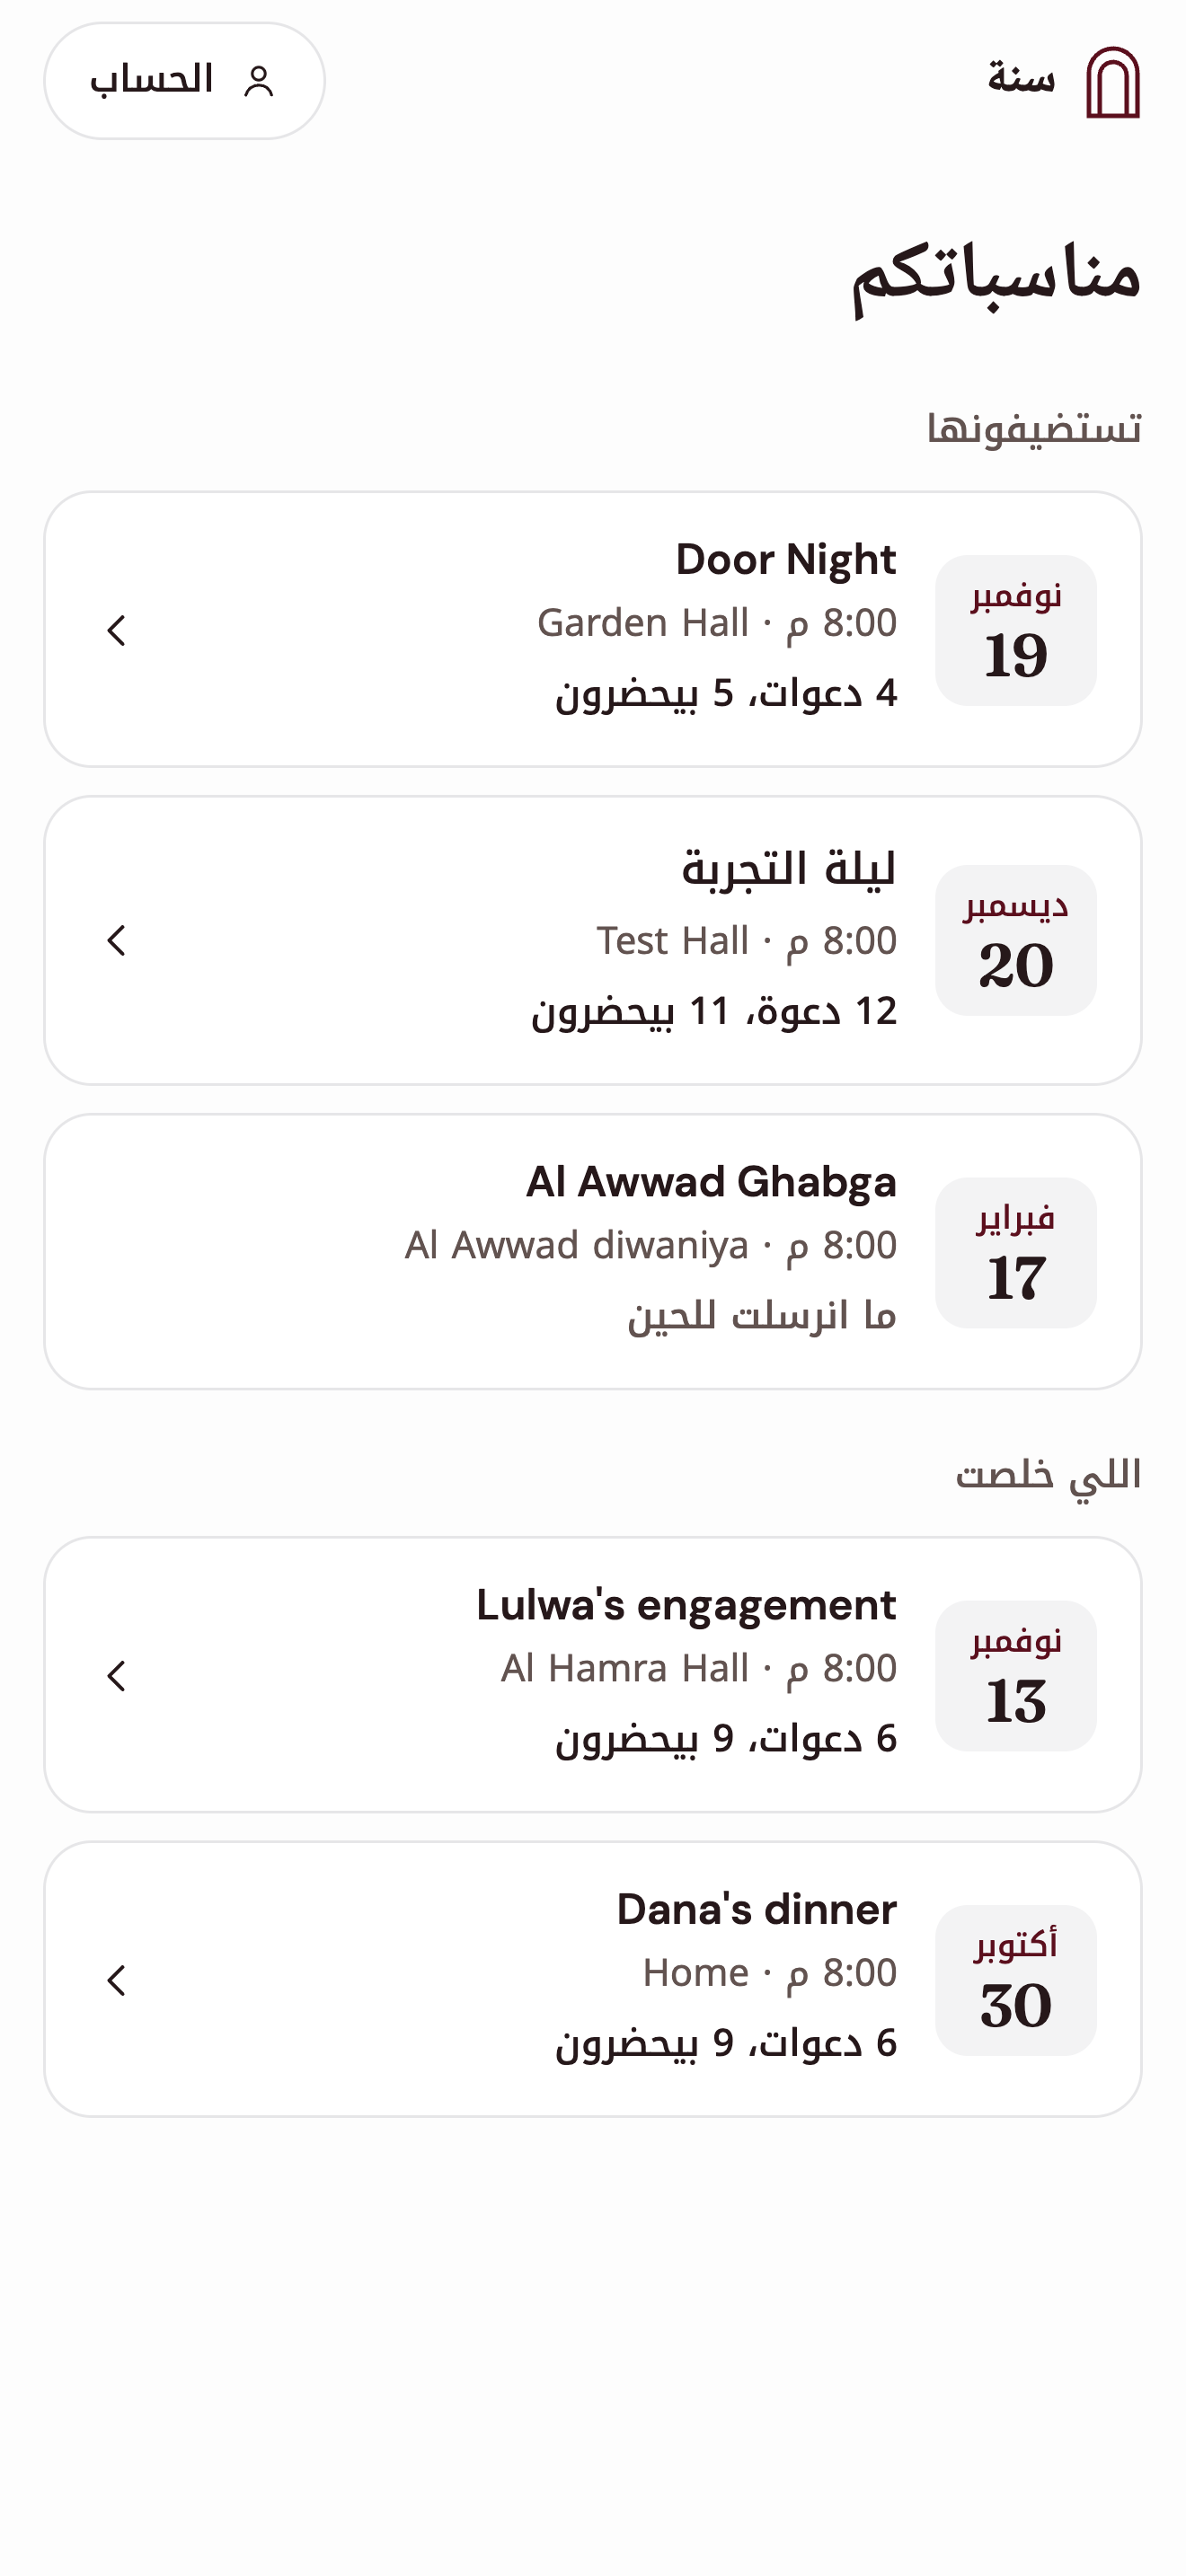 سنة
الحساب
مناسباتكم
تستضيفونها
نوفمبر
19
Door Night
8:00 م · Garden Hall
4 دعوات، 5 بيحضرون
ديسمبر
20
ليلة التجربة
8:00 م · Test Hall
12 دعوة، 11 بيحضرون
فبراير
17
Al Awwad Ghabga
8:00 م · Al Awwad diwaniya
ما انرسلت للحين
اللي خلصت
نوفمبر
13
Lulwa's engagement
8:00 م · Al Hamra Hall
6 دعوات، 9 بيحضرون
أكتوبر
30
Dana's dinner
8:00 م · Home
6 دعوات، 9 بيحضرون